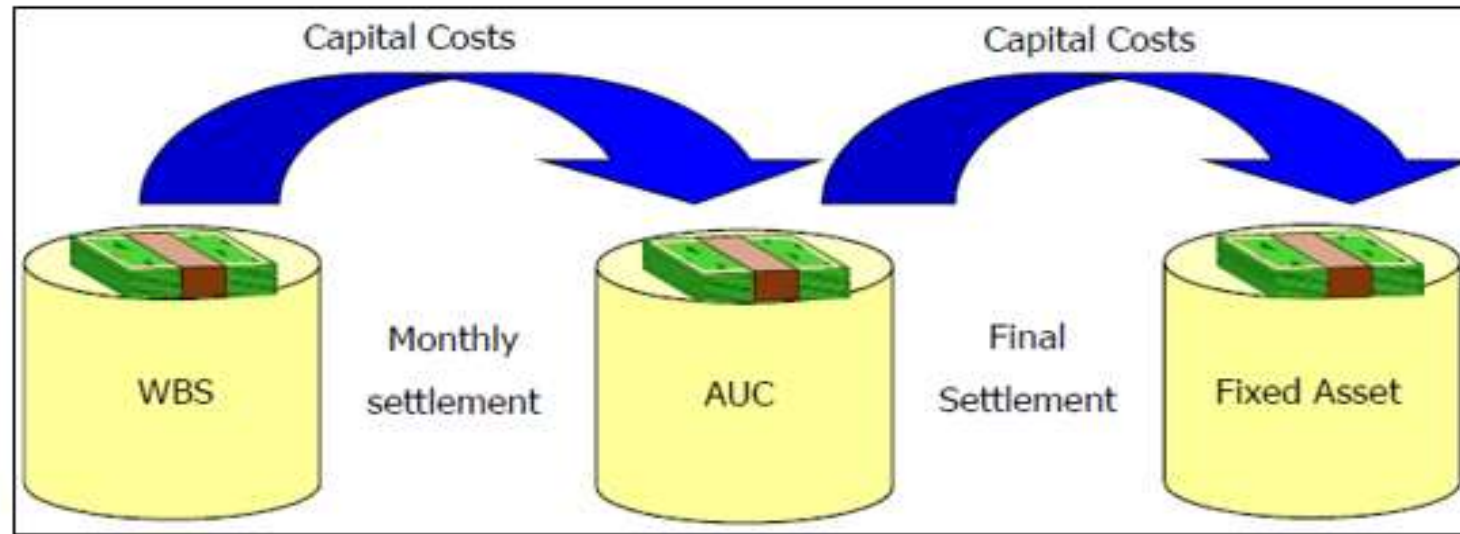 Capital Costs
Capital Costs
Monthly
settlement
Final
Settlement
WBS
AUC
Fixed Asset